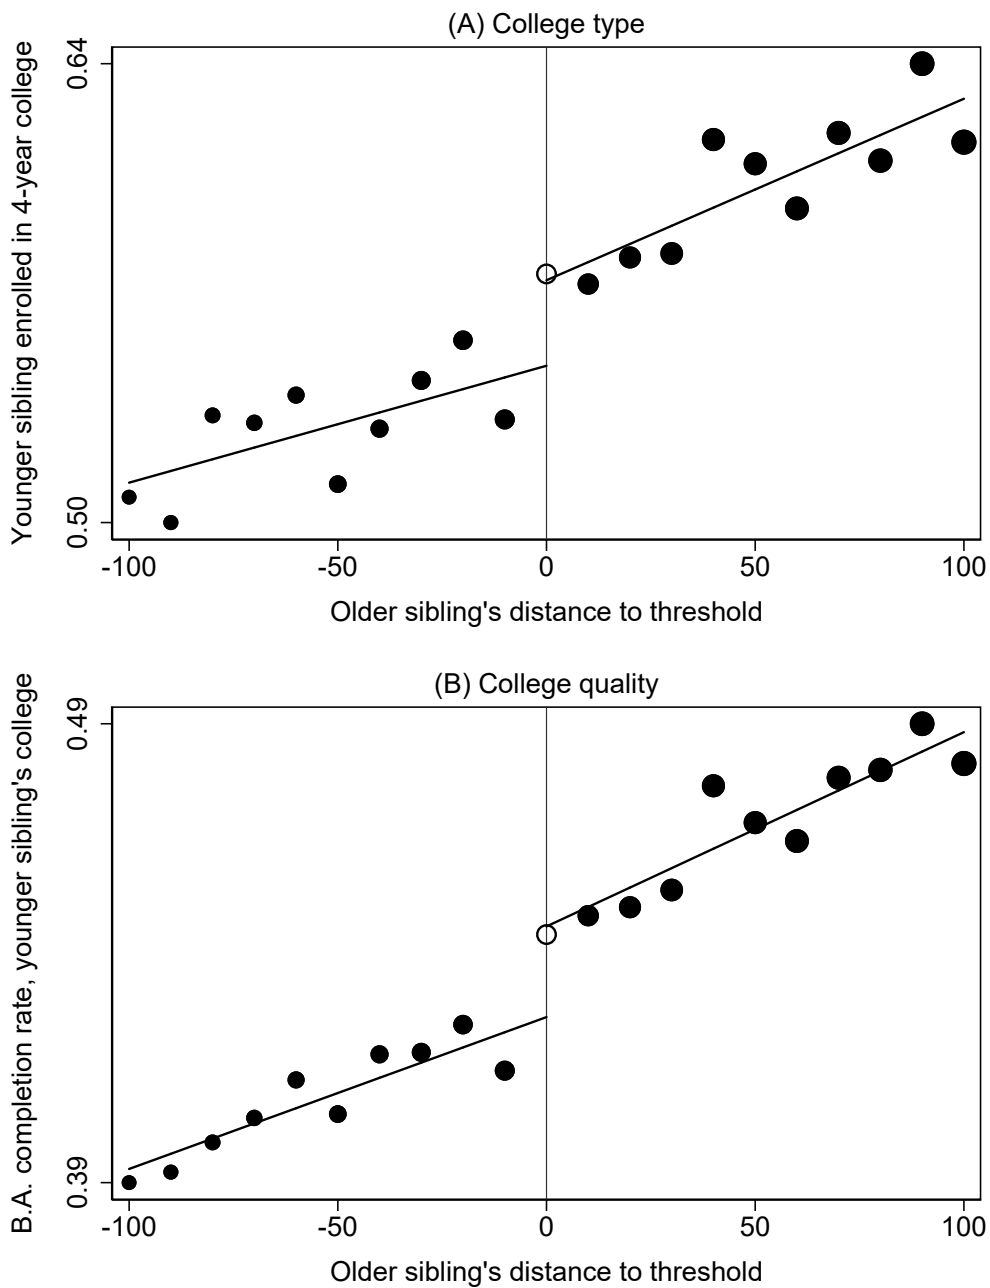 (A) College type
Younger sibling enrolled in 4-year college
0.64
0.50
-100 -50 0 50 100
Older sibling's distance to threshold
(B) College quality
B.A. completion rate, younger sibling's college
0.49
0.39
-100 -50 0 50 100
Older sibling's distance to threshold